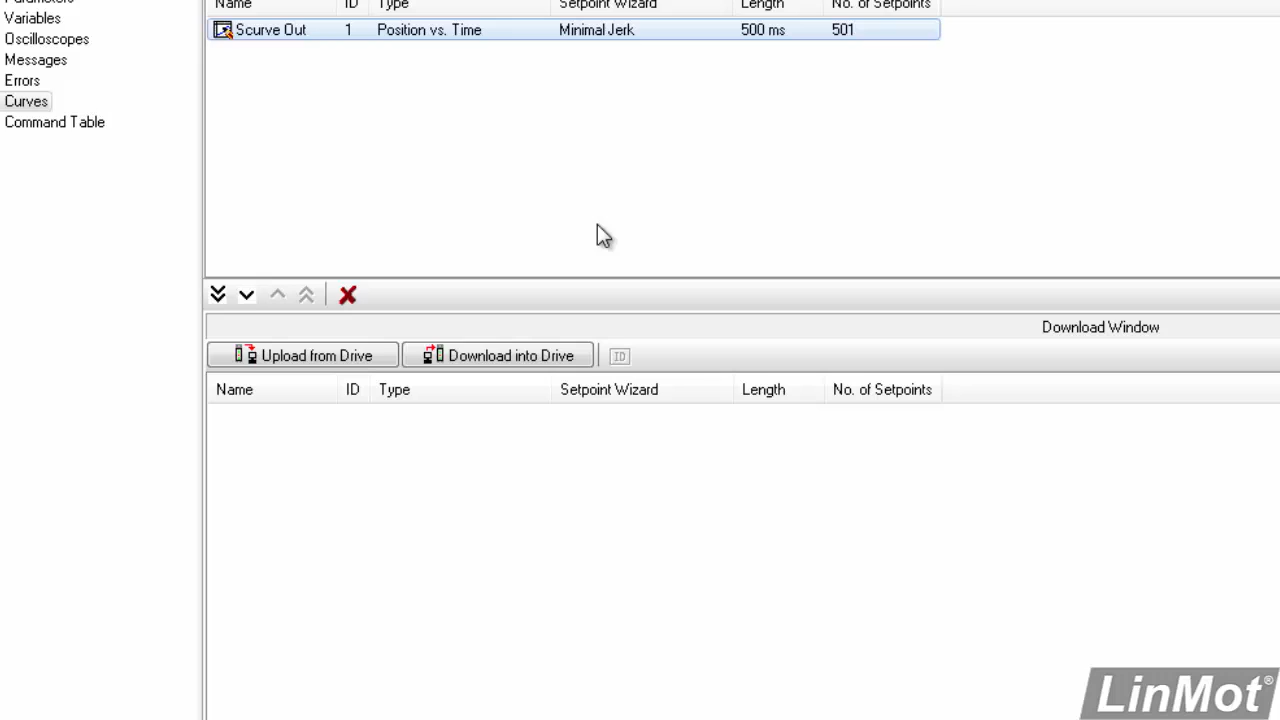 Parameters
Name ID Type Setpoint Wizard Length No. of Setpoints
Variables
Scurve Out 1 Position vs. Time Minimal Jerk 500 ms 501
Oscilloscopes
Messages
Errors
Curves
Command Table
Download Window
Upload from Drive Download into Drive ID
Name ID Type Setpoint Wizard Length No. of Setpoints
LinMot®